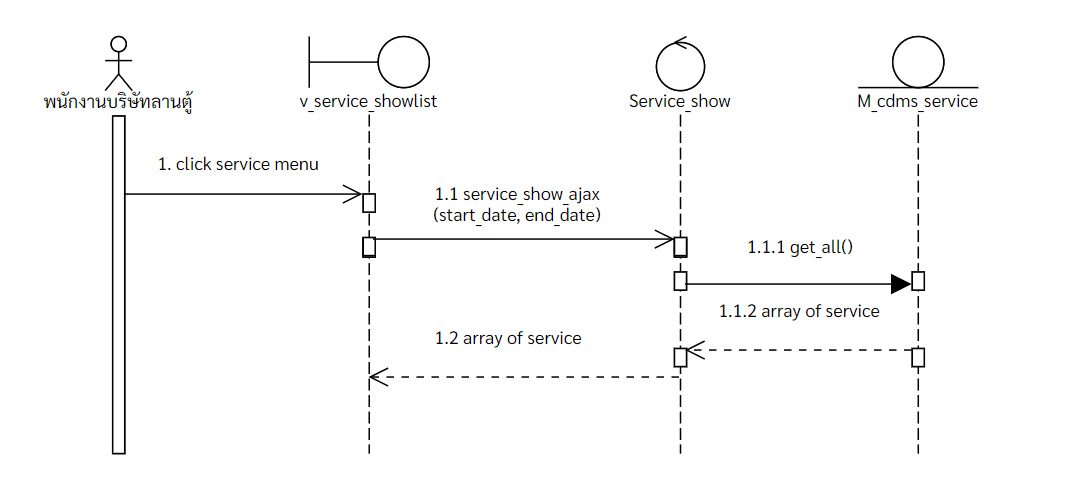 พนักงานบริษัทลานตู้
v_service_showlist
Service_show
M_cdms_service
1. click service menu
1.1 service_show_ajax
(start_date, end_date)
1.1.1 get_all()
1.1.2 array of service
1.2 array of service